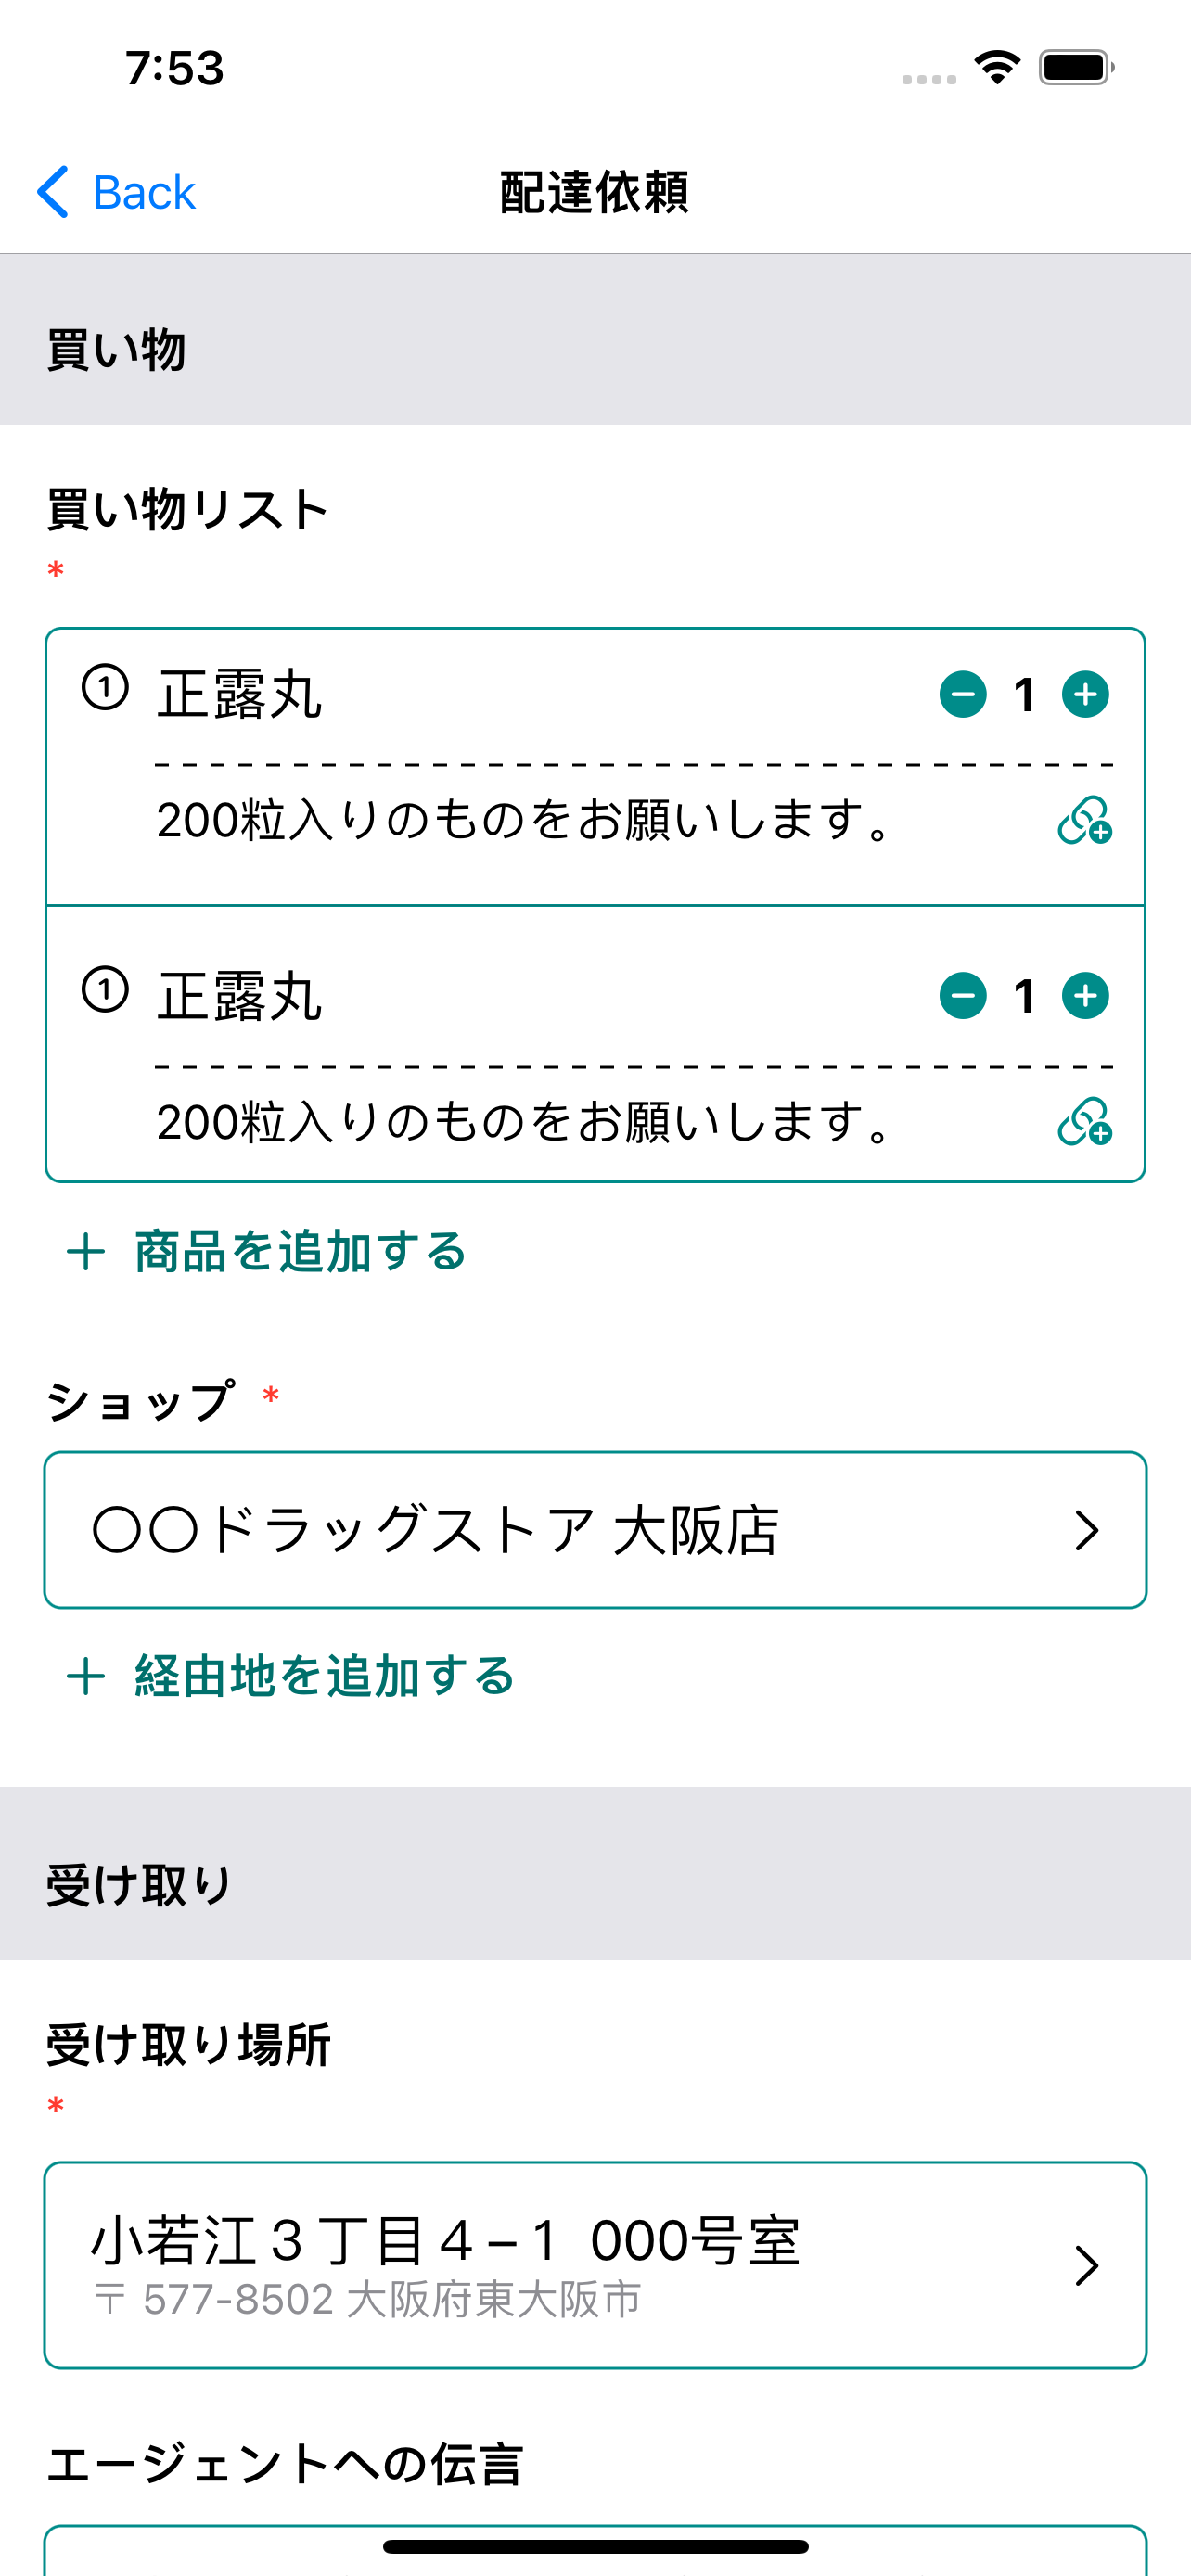 7:53
Back
配達依頼
買い物
買い物リスト
*
① 正露丸 1
200粒入りのものをお願いします。
① 正露丸 1
200粒入りのものをお願いします。
＋ 商品を追加する
ショップ *
〇〇ドラッグストア 大阪店
＋ 経由地を追加する
受け取り
受け取り場所
*
小若江３丁目４−１ 000号室
〒 577-8502 大阪府東大阪市
エージェントへの伝言